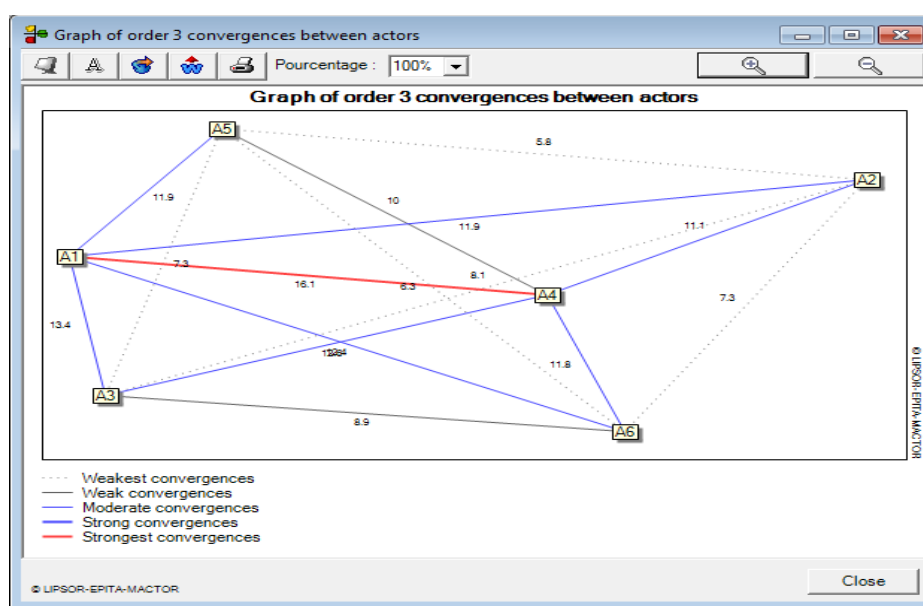 Graph of order 3 convergences between actors
A
Pourcentage : 100%
Graph of order 3 convergences between actors
A5
5.8
A2
11.9
10
11.9
11.1
A1
7.3
8.1
16.1
6.3
A4
7.3
13.4
11.8
A3
8.9
A6
© LIPSOR-EPITA-MACTOR
Weakest convergences
Weak convergences
Moderate convergences
Strong convergences
Strongest convergences
© LIPSOR-EPITA-MACTOR
Close